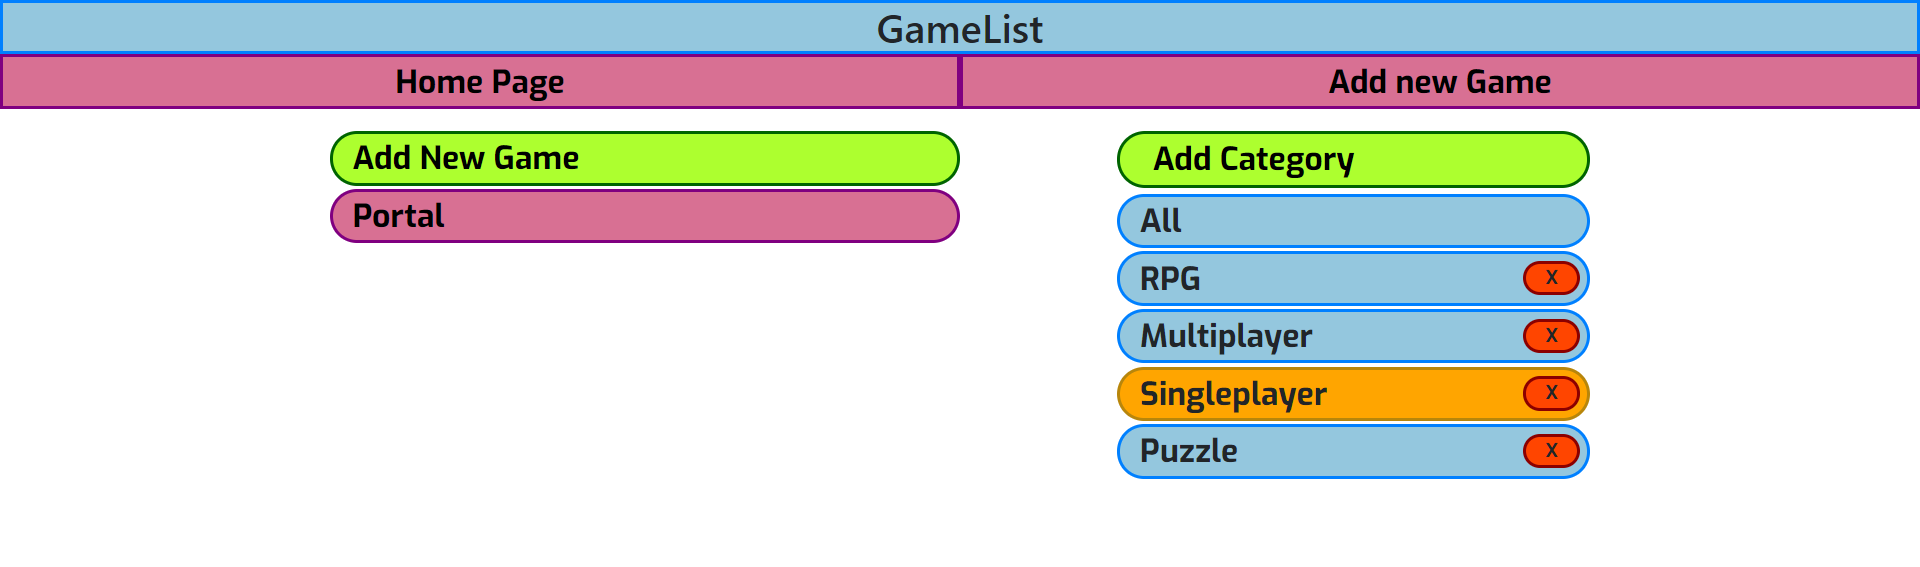 GameList
Home Page
Add new Game
Add New Game
Portal
Add Category
All
RPG
X
Multiplayer
X
Singleplayer
X
Puzzle
X